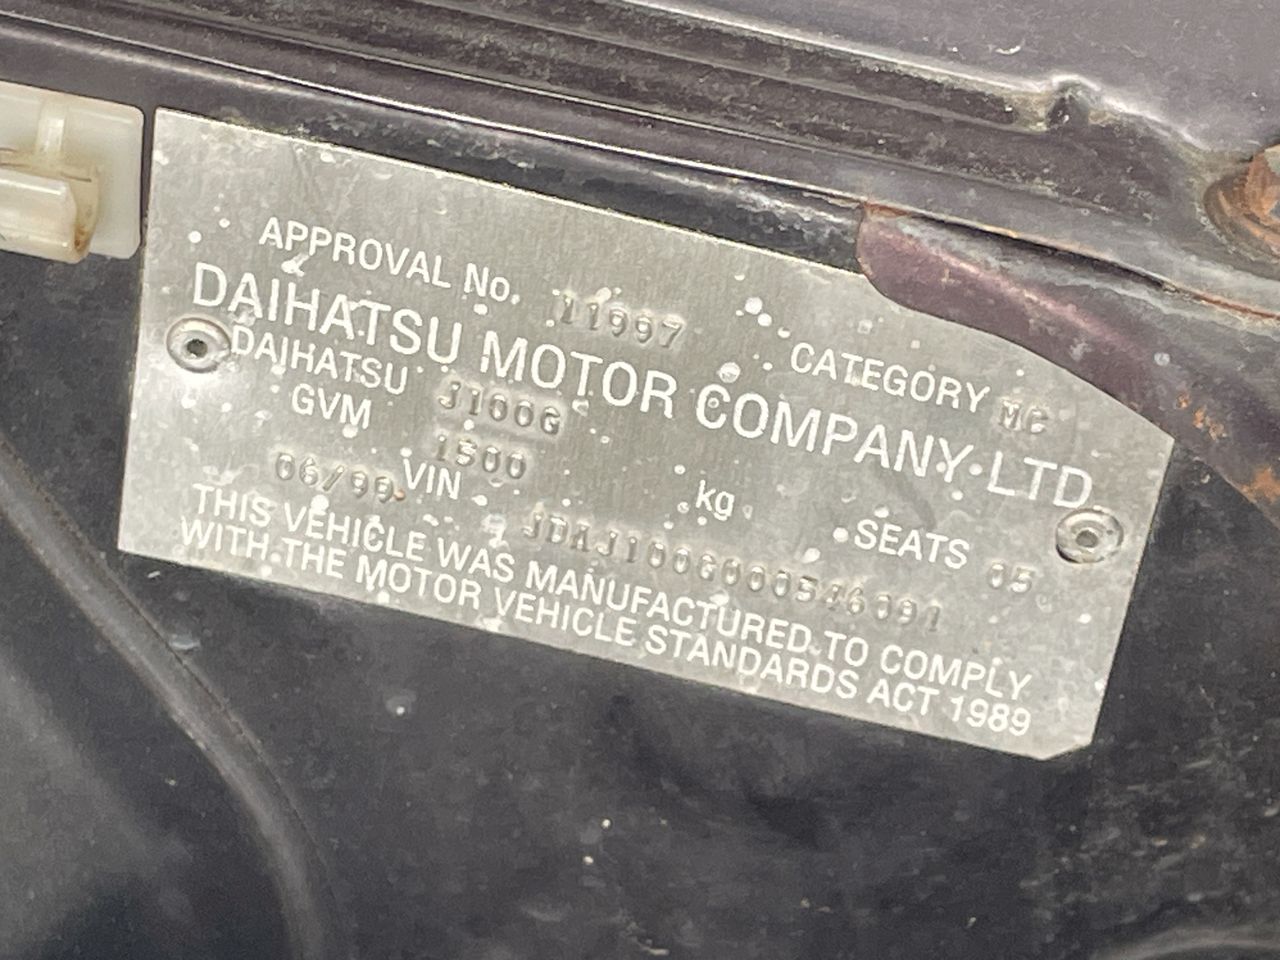 APPROVAL No. 11997 CATEGORY MC
DAIHATSU MOTOR COMPANY LTD
DAIHATSU J100G
GVM 1500 kg SEATS 05
06/99 VIN JDAJ100G000546091
THIS VEHICLE WAS MANUFACTURED TO COMPLY
WITH THE MOTOR VEHICLE STANDARDS ACT 1989